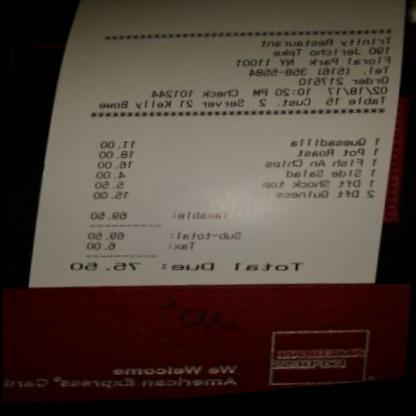 Trinity Restaurant
190 Jericho Tpke
Floral Park NY 11001
Tel. (516) 358-5584
Order 217510
02/18/17 10:20 PM Check 101244
Table 15 Cust. 2 Server 21 Kelly Bowe
1 Quesadilla 11.00
1 Pot Roast 18.00
1 Fish An Chips 16.00
1 Side Salad 4.00
1 Dft Shock top 5.50
2 Dft Guiness 15.00
Taxable: 69.50
Sub-total: 69.50
Tax: 6.00
Total Due: 75.50
AMERICAN EXPRESS
We Welcome
American Express® Card